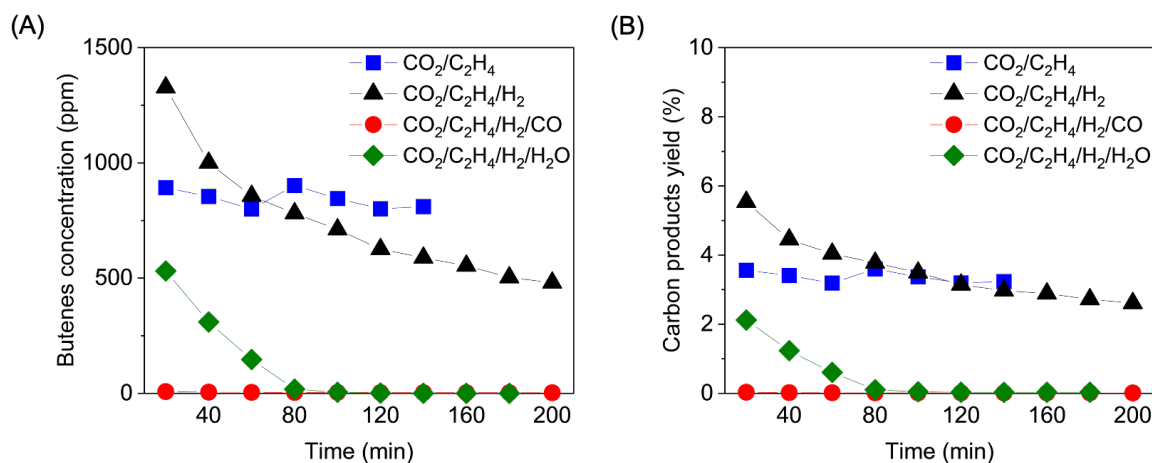 (A)
1500
1000
500
0
Butenes concentration (ppm)
CO₂/C₂H₄
CO₂/C₂H₄/H₂
CO₂/C₂H₄/H₂/CO
CO₂/C₂H₄/H₂/H₂O
40 80 120 160 200
Time (min)
(B)
10
8
6
4
2
0
Carbon products yield (%)
CO₂/C₂H₄
CO₂/C₂H₄/H₂
CO₂/C₂H₄/H₂/CO
CO₂/C₂H₄/H₂/H₂O
40 80 120 160 200
Time (min)